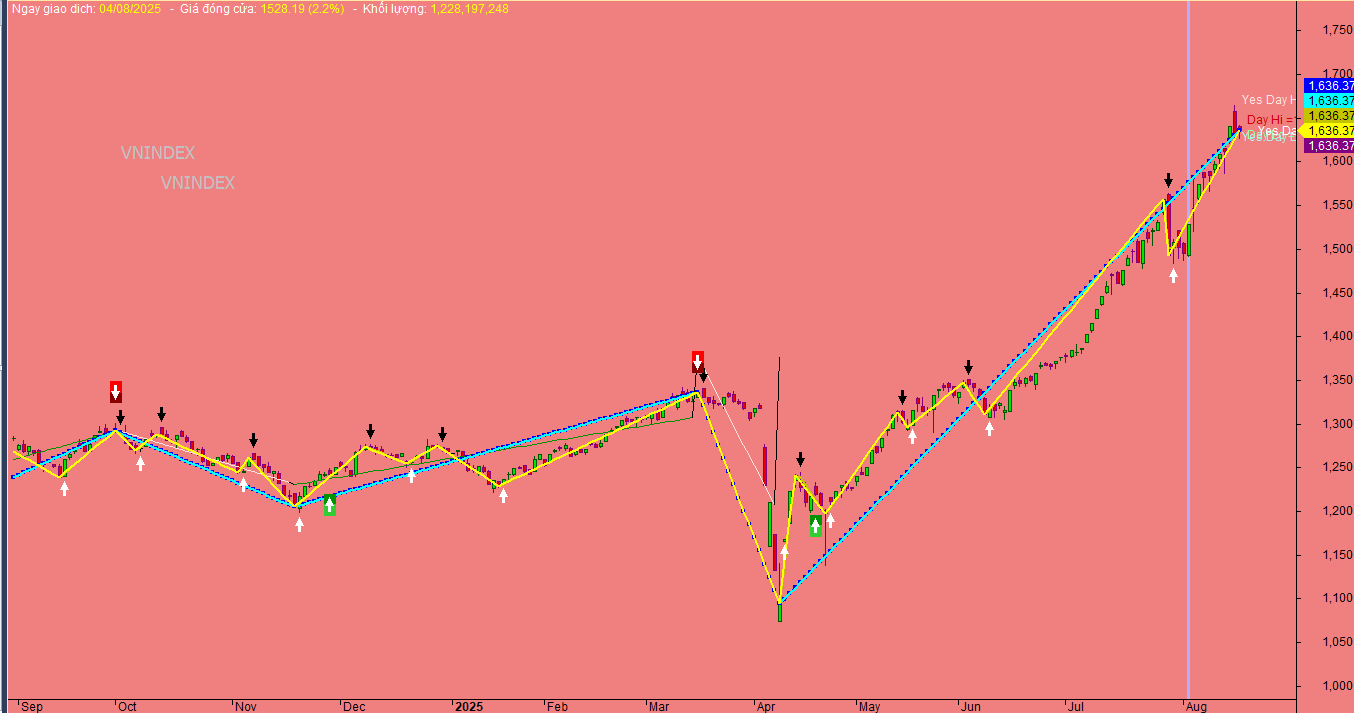 Ngay giao dich: 04/08/2025 - Giá đóng cửa: 1528.19 (2.2%) - Khối lượng: 1,228,197,248
1,750
1,700
1,636.37
Yes Day H
1,636.37
1,636.37
Day Hi =
1,636.37
Yes Da
1,636.37
VNINDEX
1,600
VNINDEX
1,550
1,500
1,450
1,400
1,350
1,300
1,250
1,200
1,150
1,100
1,050
1,000
Sep Oct Nov Dec 2025 Feb Mar Apr May Jun Jul Aug